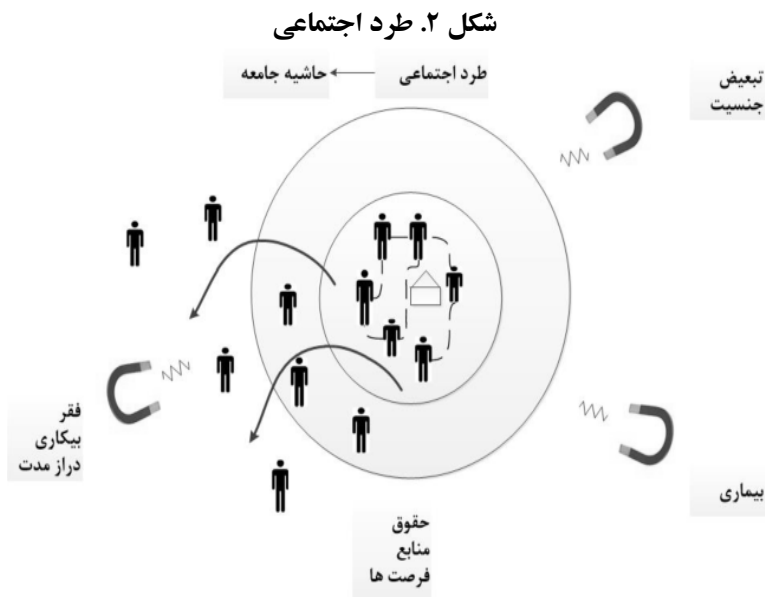 شکل ۲. طرد اجتماعی
طرد اجتماعی
حاشیه جامعه
تبعیض
جنسیت
فقر
بیکاری
دراز مدت
بیماری
حقوق
منابع
فرصت ها